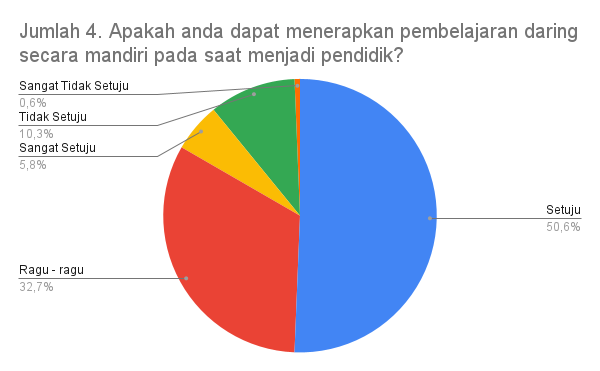 Jumlah 4. Apakah anda dapat menerapkan pembelajaran daring
secara mandiri pada saat menjadi pendidik?
Sangat Tidak Setuju
0,6%
Tidak Setuju
10,3%
Sangat Setuju
5,8%
Setuju
50,6%
Ragu - ragu
32,7%